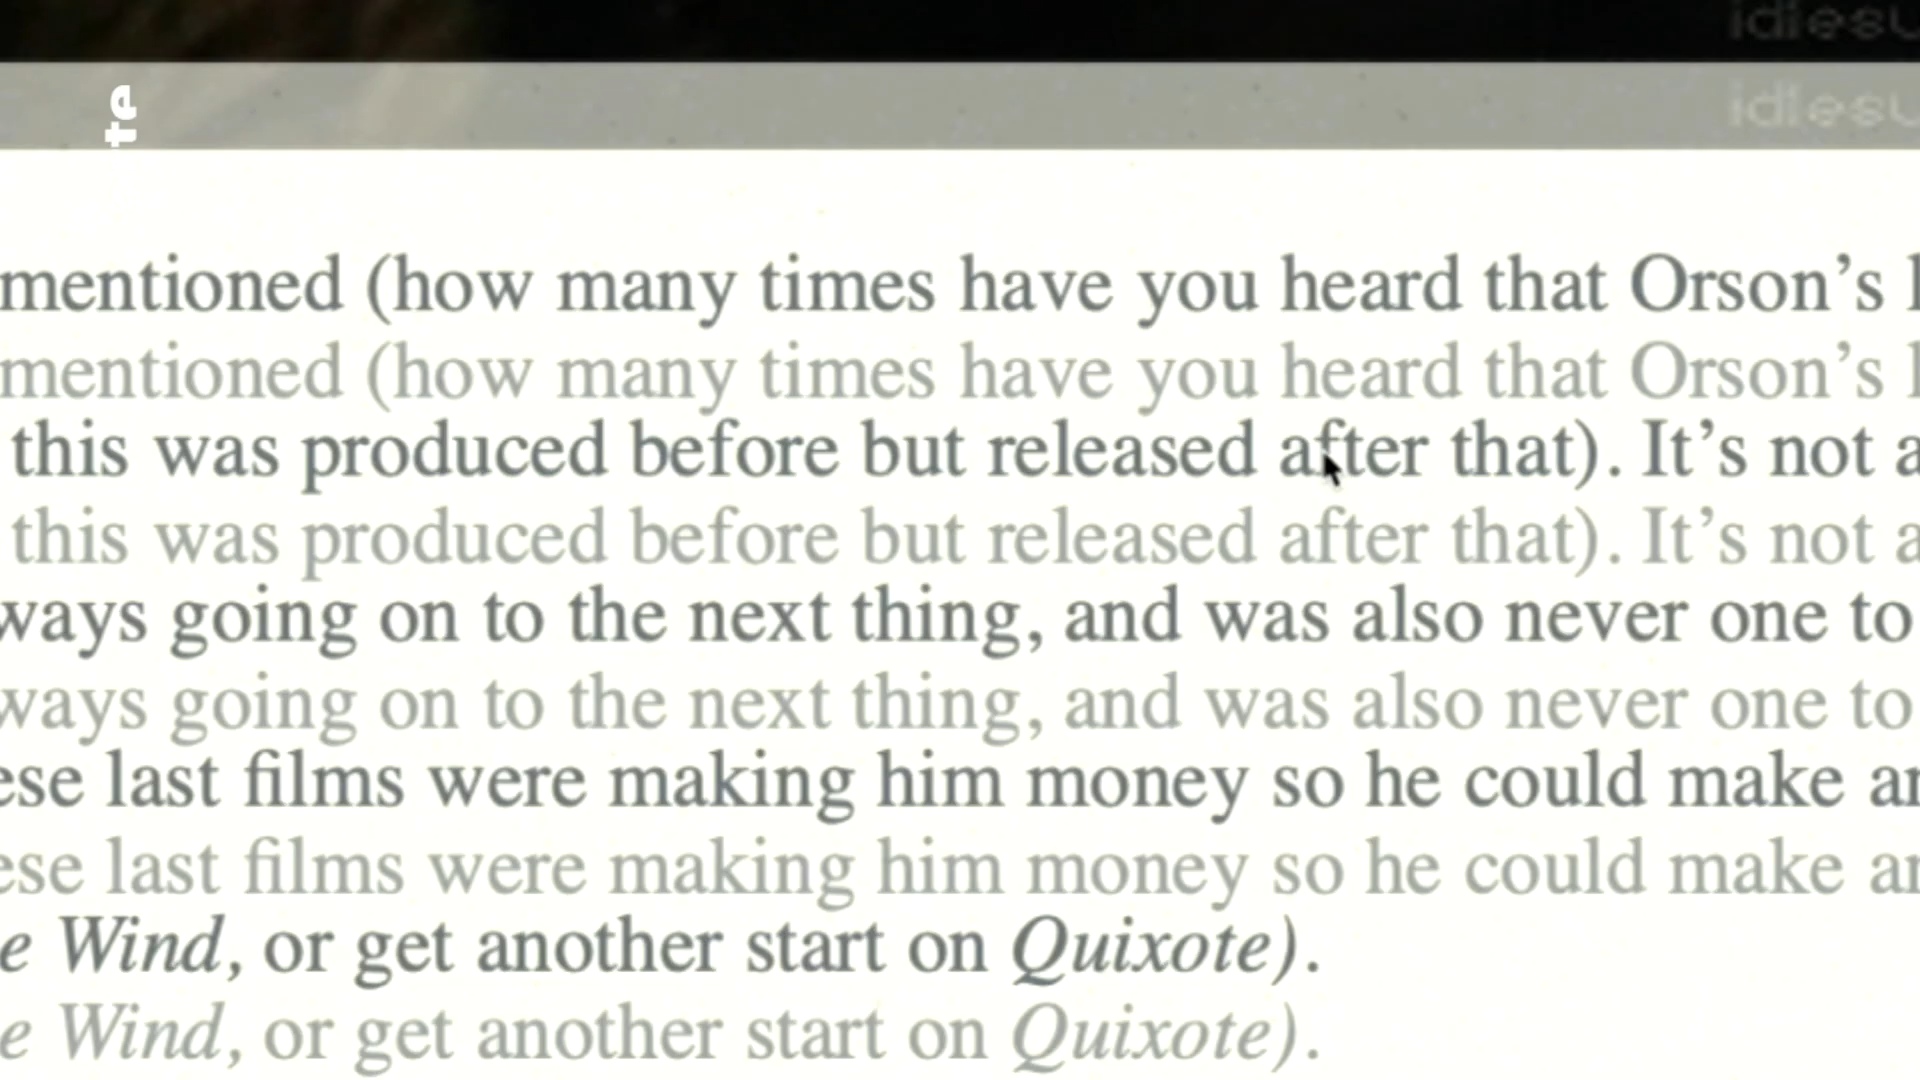 idlesu
idlesu
te
mentioned (how many times have you heard that Orson’s
mentioned (how many times have you heard that Orson’s
this was produced before but released after that). It’s not a
this was produced before but released after that). It’s not a
ways going on to the next thing, and was also never one to
ways going on to the next thing, and was also never one to
ese last films were making him money so he could make an
ese last films were making him money so he could make an
e Wind, or get another start on Quixote).
e Wind, or get another start on Quixote).